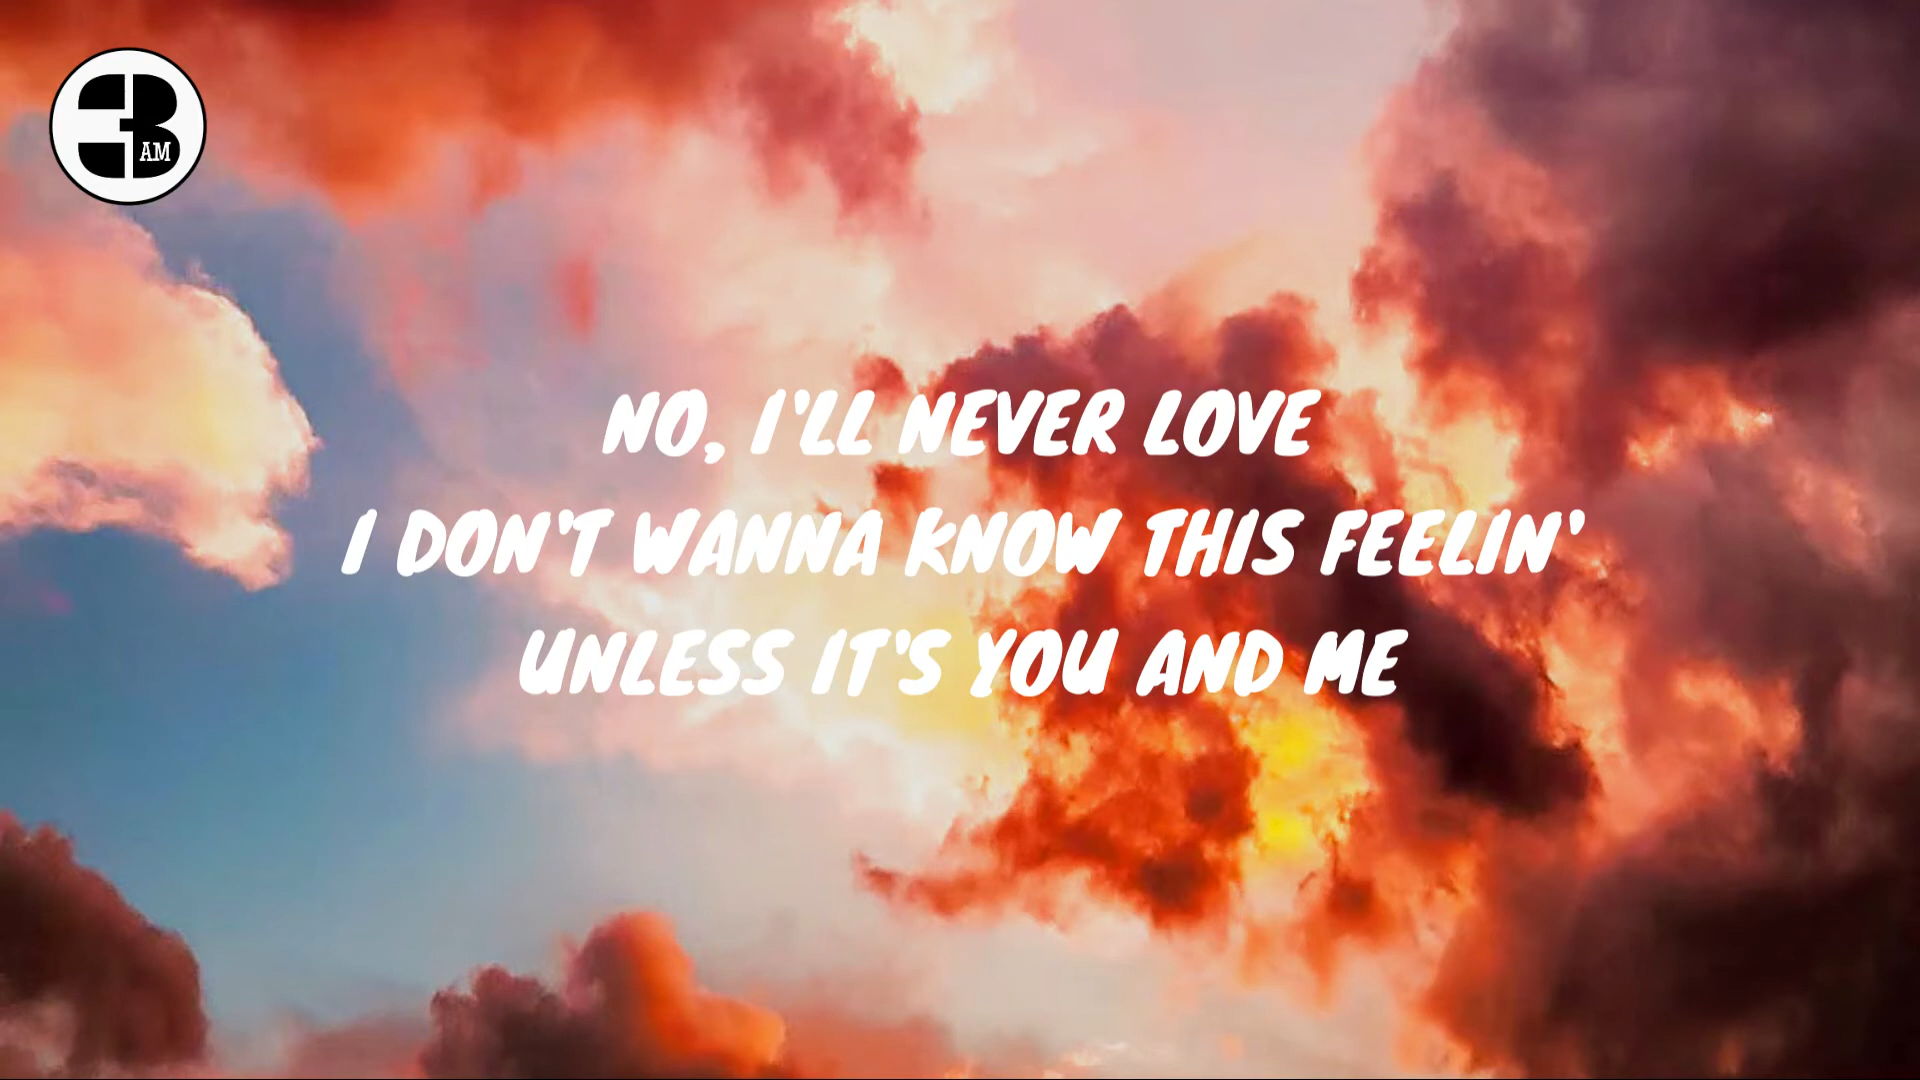 3
AM
NO, I'LL NEVER LOVE
I DON'T WANNA KNOW THIS FEELIN'
UNLESS IT'S YOU AND ME